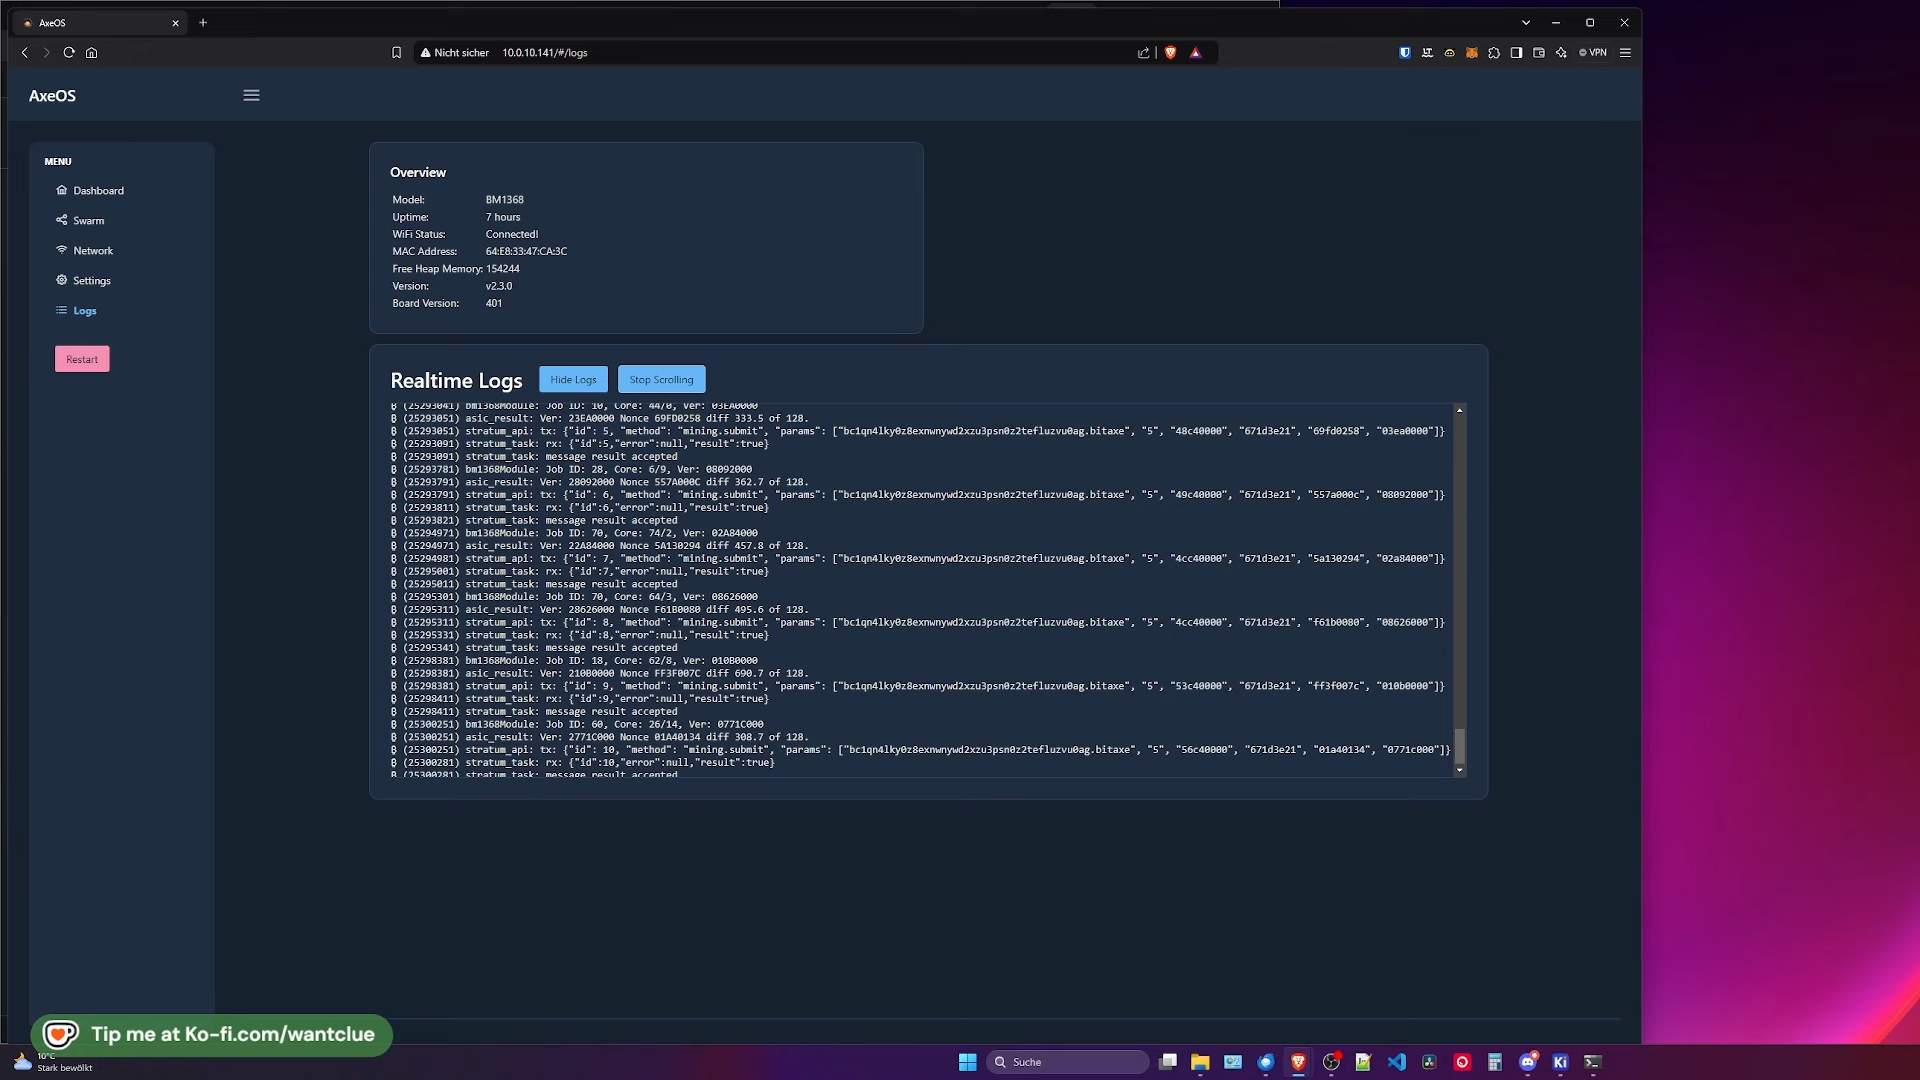 AxeOS
Nicht sicher 10.0.10.141/#/logs
VPN
AxeOS
MENU
Dashboard
Swarm
Network
Settings
Logs
Restart
Overview
Model: BM1368
Uptime: 7 hours
WiFi Status: Connected!
MAC Address: 64:E8:33:47:CA:3C
Free Heap Memory: 154244
Version: v2.3.0
Board Version: 401
Realtime Logs Hide Logs Stop Scrolling
₿ (25293041) bm1368Module: Job ID: 10, Core: 44/0, Ver: 03EA0000
₿ (25293051) asic_result: Ver: 23EA0000 Nonce 69FD0258 diff 333.5 of 128.
₿ (25293051) stratum_api: tx: {"id": 5, "method": "mining.submit", "params": ["bc1qn4lky0z8exnwnywd2xzu3psn0z2tefluzvu0ag.bitaxe", "5", "48c40000", "671d3e21", "69fd0258", "03ea0000"]}
₿ (25293091) stratum_task: rx: {"id":5,"error":null,"result":true}
₿ (25293091) stratum_task: message result accepted
₿ (25293781) bm1368Module: Job ID: 28, Core: 6/9, Ver: 08092000
₿ (25293791) asic_result: Ver: 28092000 Nonce 557A000C diff 362.7 of 128.
₿ (25293791) stratum_api: tx: {"id": 6, "method": "mining.submit", "params": ["bc1qn4lky0z8exnwnywd2xzu3psn0z2tefluzvu0ag.bitaxe", "5", "49c40000", "671d3e21", "557a000c", "08092000"]}
₿ (25293811) stratum_task: rx: {"id":6,"error":null,"result":true}
₿ (25293821) stratum_task: message result accepted
₿ (25294971) bm1368Module: Job ID: 70, Core: 74/2, Ver: 02A84000
₿ (25294971) asic_result: Ver: 22A84000 Nonce 5A130294 diff 457.8 of 128.
₿ (25294981) stratum_api: tx: {"id": 7, "method": "mining.submit", "params": ["bc1qn4lky0z8exnwnywd2xzu3psn0z2tefluzvu0ag.bitaxe", "5", "4cc40000", "671d3e21", "5a130294", "02a84000"]}
₿ (25295001) stratum_task: rx: {"id":7,"error":null,"result":true}
₿ (25295011) stratum_task: message result accepted
₿ (25295301) bm1368Module: Job ID: 70, Core: 64/3, Ver: 08626000
₿ (25295311) asic_result: Ver: 28626000 Nonce F61B0080 diff 495.6 of 128.
₿ (25295311) stratum_api: tx: {"id": 8, "method": "mining.submit", "params": ["bc1qn4lky0z8exnwnywd2xzu3psn0z2tefluzvu0ag.bitaxe", "5", "4cc40000", "671d3e21", "f61b0080", "08626000"]}
₿ (25295331) stratum_task: rx: {"id":8,"error":null,"result":true}
₿ (25295341) stratum_task: message result accepted
₿ (25298381) bm1368Module: Job ID: 18, Core: 62/8, Ver: 010B0000
₿ (25298381) asic_result: Ver: 210B0000 Nonce FF3F007C diff 690.7 of 128.
₿ (25298381) stratum_api: tx: {"id": 9, "method": "mining.submit", "params": ["bc1qn4lky0z8exnwnywd2xzu3psn0z2tefluzvu0ag.bitaxe", "5", "53c40000", "671d3e21", "ff3f007c", "010b0000"]}
₿ (25298411) stratum_task: rx: {"id":9,"error":null,"result":true}
₿ (25298411) stratum_task: message result accepted
₿ (25300251) bm1368Module: Job ID: 60, Core: 26/14, Ver: 0771C000
₿ (25300251) asic_result: Ver: 2771C000 Nonce 01A40134 diff 308.7 of 128.
₿ (25300251) stratum_api: tx: {"id": 10, "method": "mining.submit", "params": ["bc1qn4lky0z8exnwnywd2xzu3psn0z2tefluzvu0ag.bitaxe", "5", "56c40000", "671d3e21", "01a40134", "0771c000"]}
₿ (25300281) stratum_task: rx: {"id":10,"error":null,"result":true}
₿ (25300281) stratum_task: message result accepted
Tip me at Ko-fi.com/wantclue
10°C
Stark bewölkt
Suche
Ki